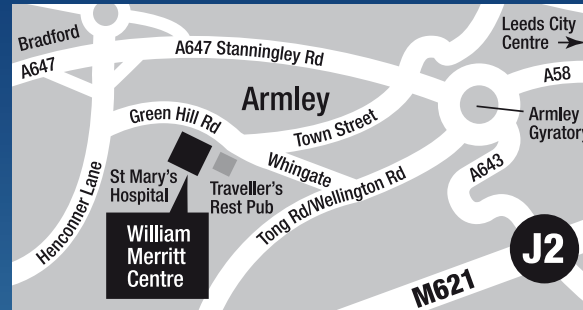 Bradford
A647
A647 Stanningley Rd
Leeds City
Centre
A58
Armley
Green Hill Rd
Town Street
Armley
Gyratory
St Mary's
Hospital
Traveller's
Rest Pub
Whingate
Tong Rd/Wellington Rd
A643
Henconner Lane
William
Merritt
Centre
J2
M621